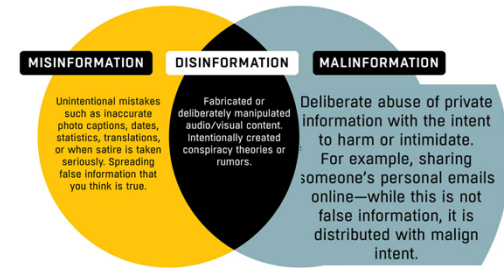 MISINFORMATION
Unintentional mistakes
such as inaccurate
photo captions, dates,
statistics, translations,
or when satire is taken
seriously. Spreading
false information that
you think is true.
DISINFORMATION
Fabricated or
deliberately manipulated
audio/visual content.
Intentionally created
conspiracy theories or
rumors.
MALINFORMATION
Deliberate abuse of private
information with the intent
to harm or intimidate.
For example, sharing
someone's personal emails
online—while this is not
false information, it is
distributed with malign
intent.